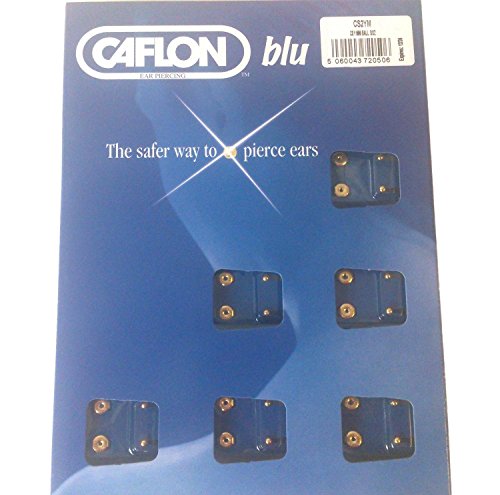 CAFLON
EAR PIERCING
TM
blu
CS2YM
5 060043 720506
The safer way to pierce ears